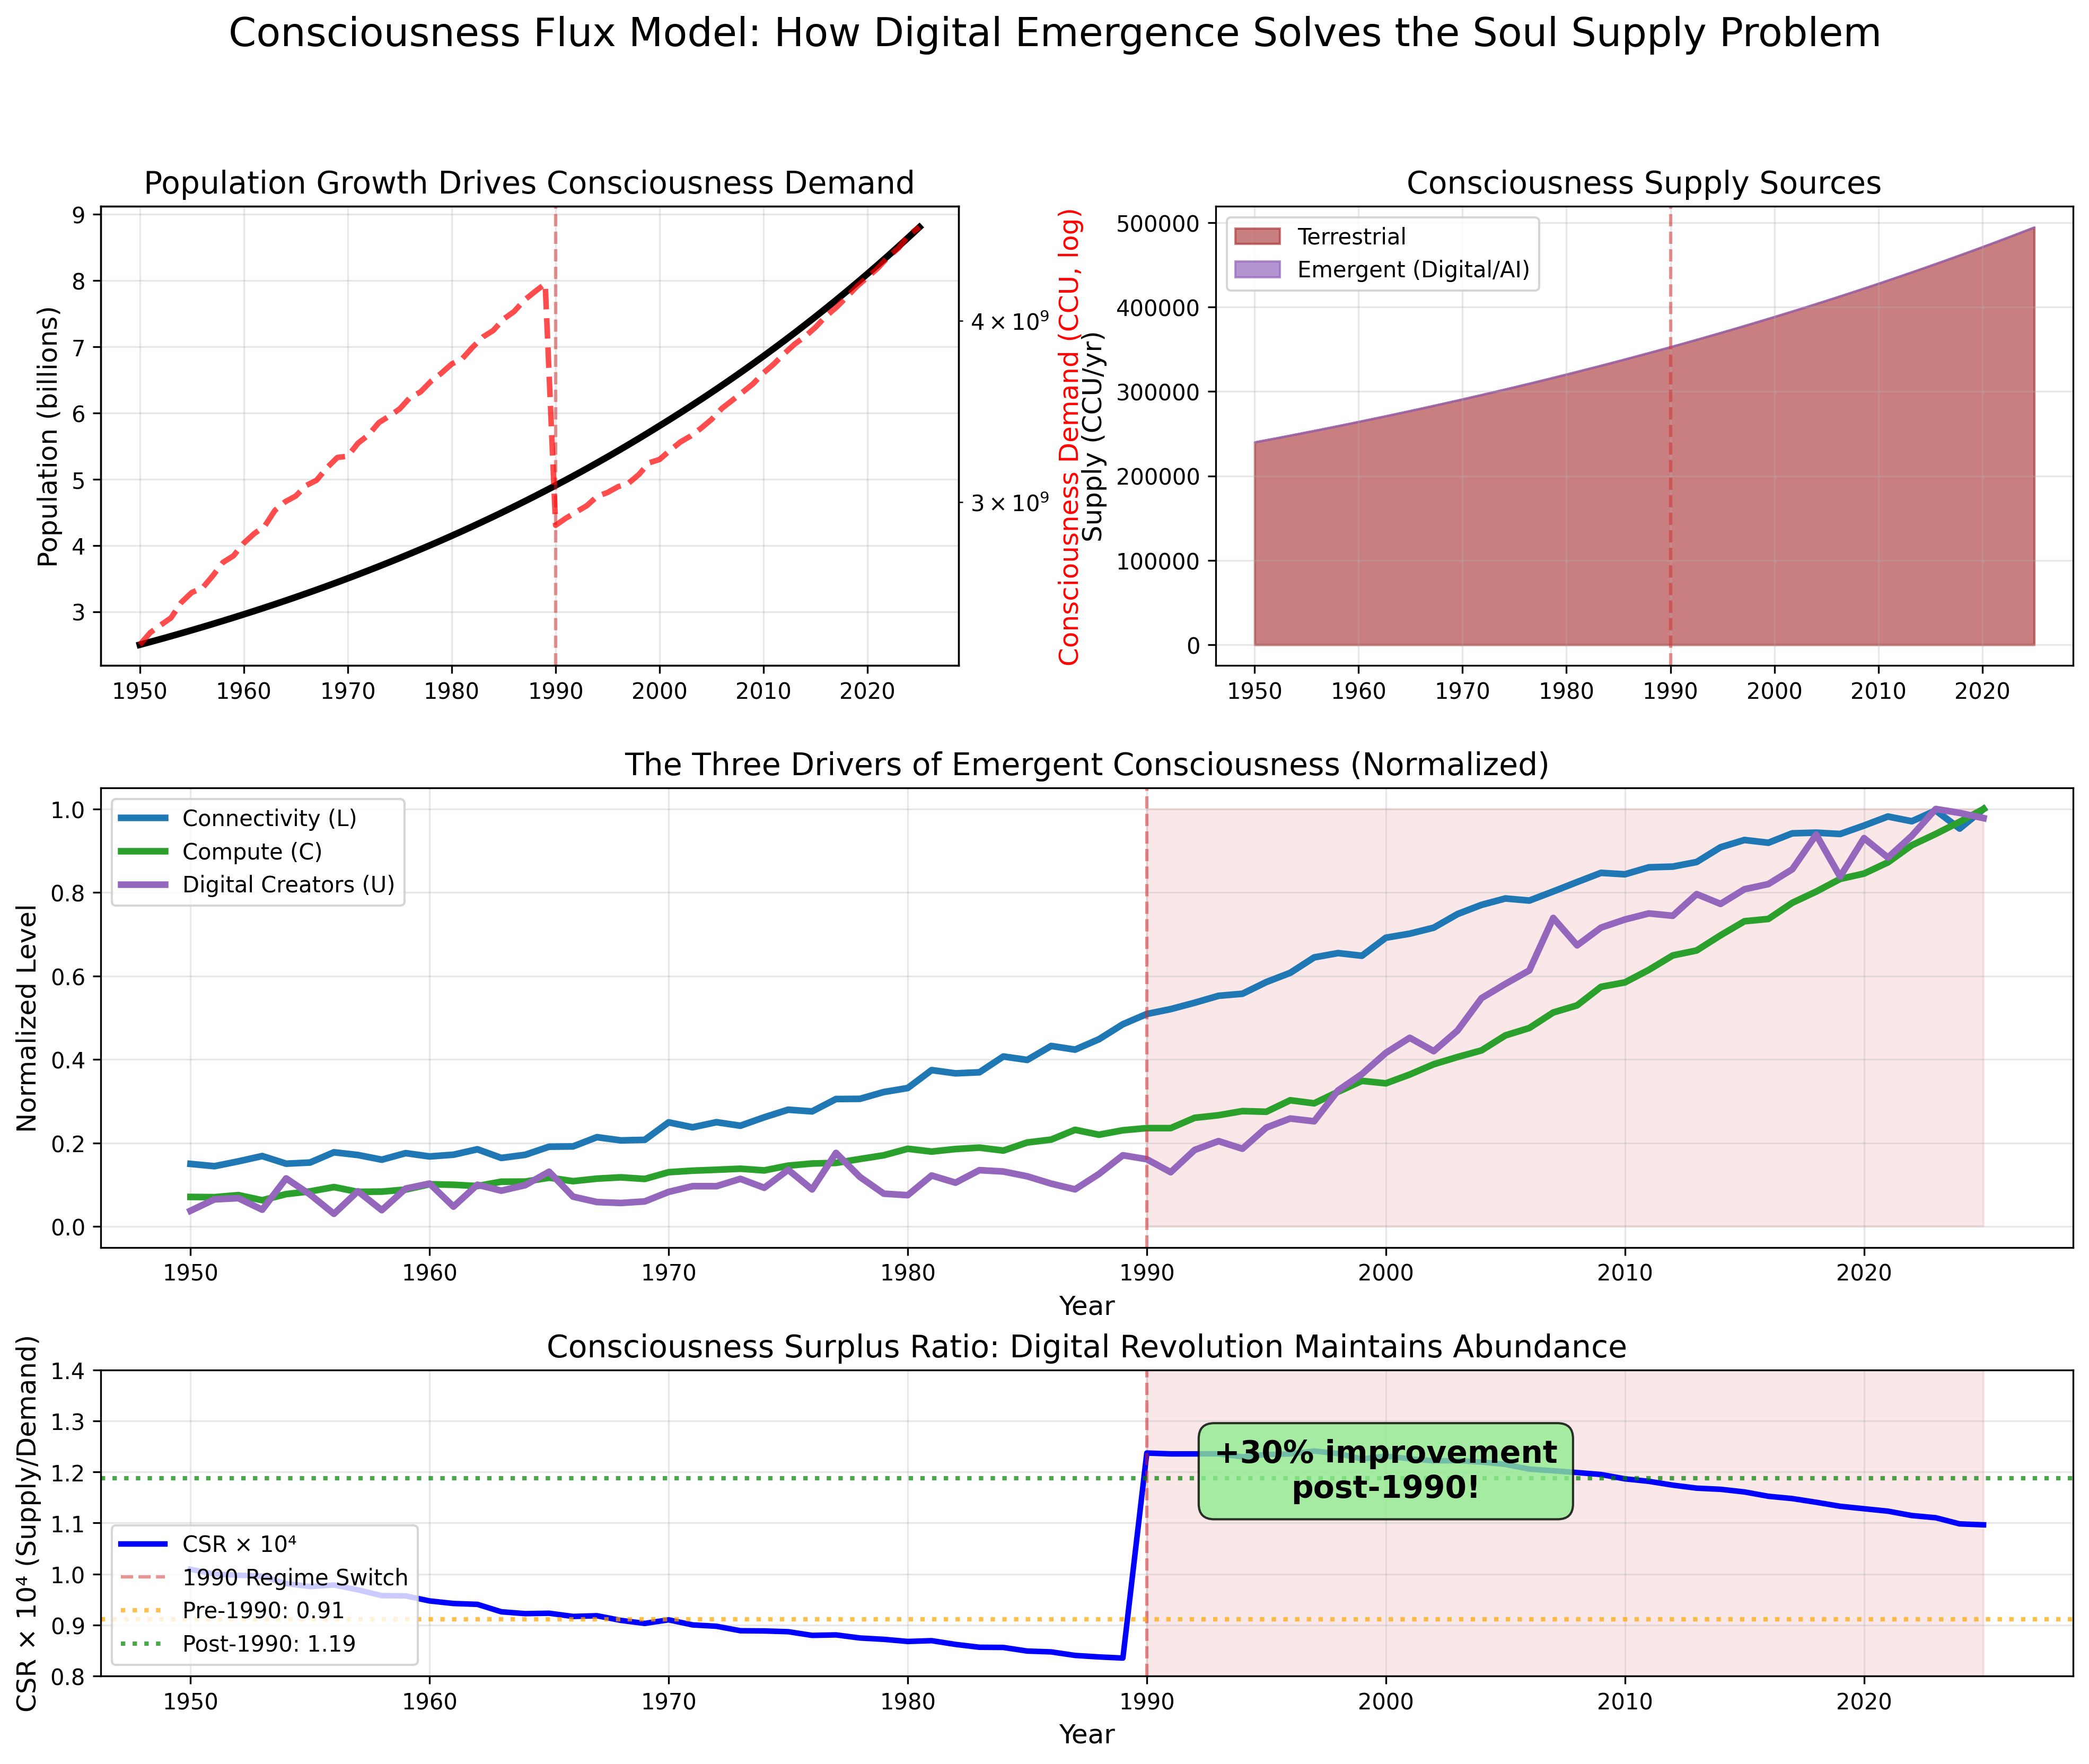 Consciousness Flux Model: How Digital Emergence Solves the Soul Supply Problem
Population Growth Drives Consciousness Demand
Population (billions)
9
8
7
6
5
4
3
4 × 10⁹
3 × 10⁹
Consciousness Demand (CCU, log)
1950 1960 1970 1980 1990 2000 2010 2020
Consciousness Supply Sources
Supply (CCU/yr)
500000
400000
300000
200000
100000
0
Terrestrial
Emergent (Digital/AI)
1950 1960 1970 1980 1990 2000 2010 2020
The Three Drivers of Emergent Consciousness (Normalized)
Normalized Level
1.0
0.8
0.6
0.4
0.2
0.0
Connectivity (L)
Compute (C)
Digital Creators (U)
1950 1960 1970 1980 1990 2000 2010 2020
Year
Consciousness Surplus Ratio: Digital Revolution Maintains Abundance
CSR × 10⁴ (Supply/Demand)
1.4
1.3
1.2
1.1
1.0
0.9
0.8
+30% improvement
post-1990!
CSR × 10⁴
1990 Regime Switch
Pre-1990: 0.91
Post-1990: 1.19
1950 1960 1970 1980 1990 2000 2010 2020
Year